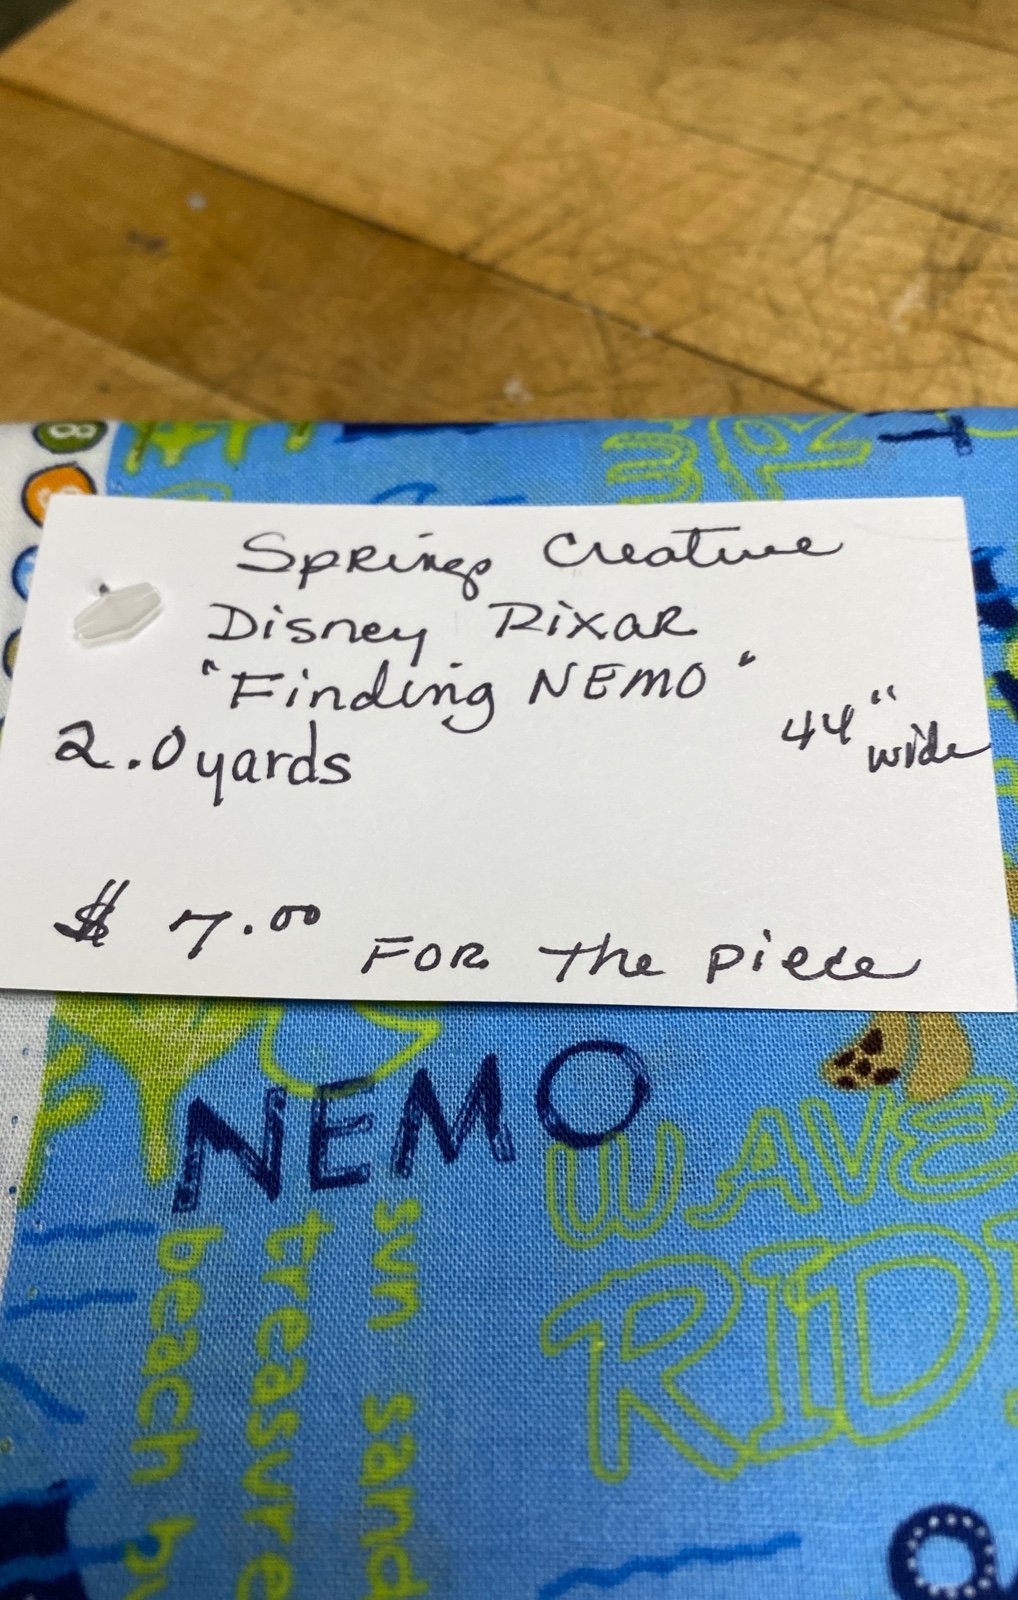 Springs Creative
Disney Pixar
"Finding NEMO"
2.0 yards
44" wide
$7.00 FOR the piece
8
NEMO
WAVE
RID
sun sand
treasure
beach